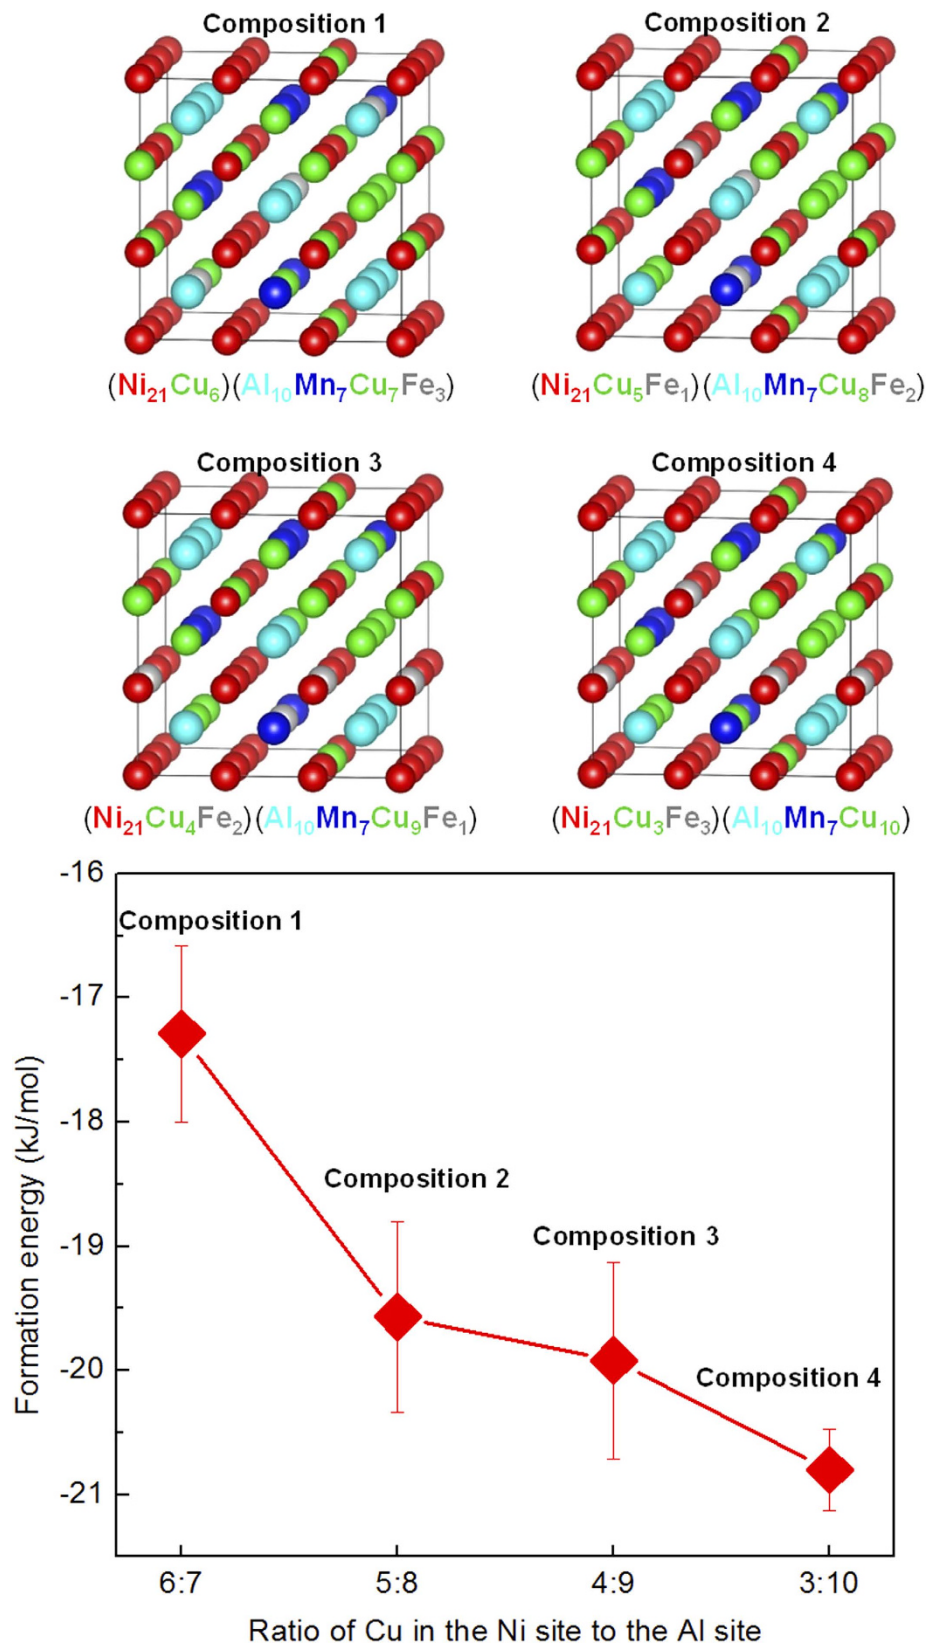 Composition 1 Composition 2
(Ni21Cu6)(Al10Mn7Cu7Fe3) (Ni21Cu5Fe1)(Al10Mn7Cu8Fe2)
Composition 3 Composition 4
(Ni21Cu4Fe2)(Al10Mn7Cu9Fe1) (Ni21Cu3Fe3)(Al10Mn7Cu10)
-16
Composition 1
-17
-18
Composition 2
-19
Composition 3
-20
Composition 4
-21
Formation energy (kJ/mol)
6:7 5:8 4:9 3:10
Ratio of Cu in the Ni site to the Al site